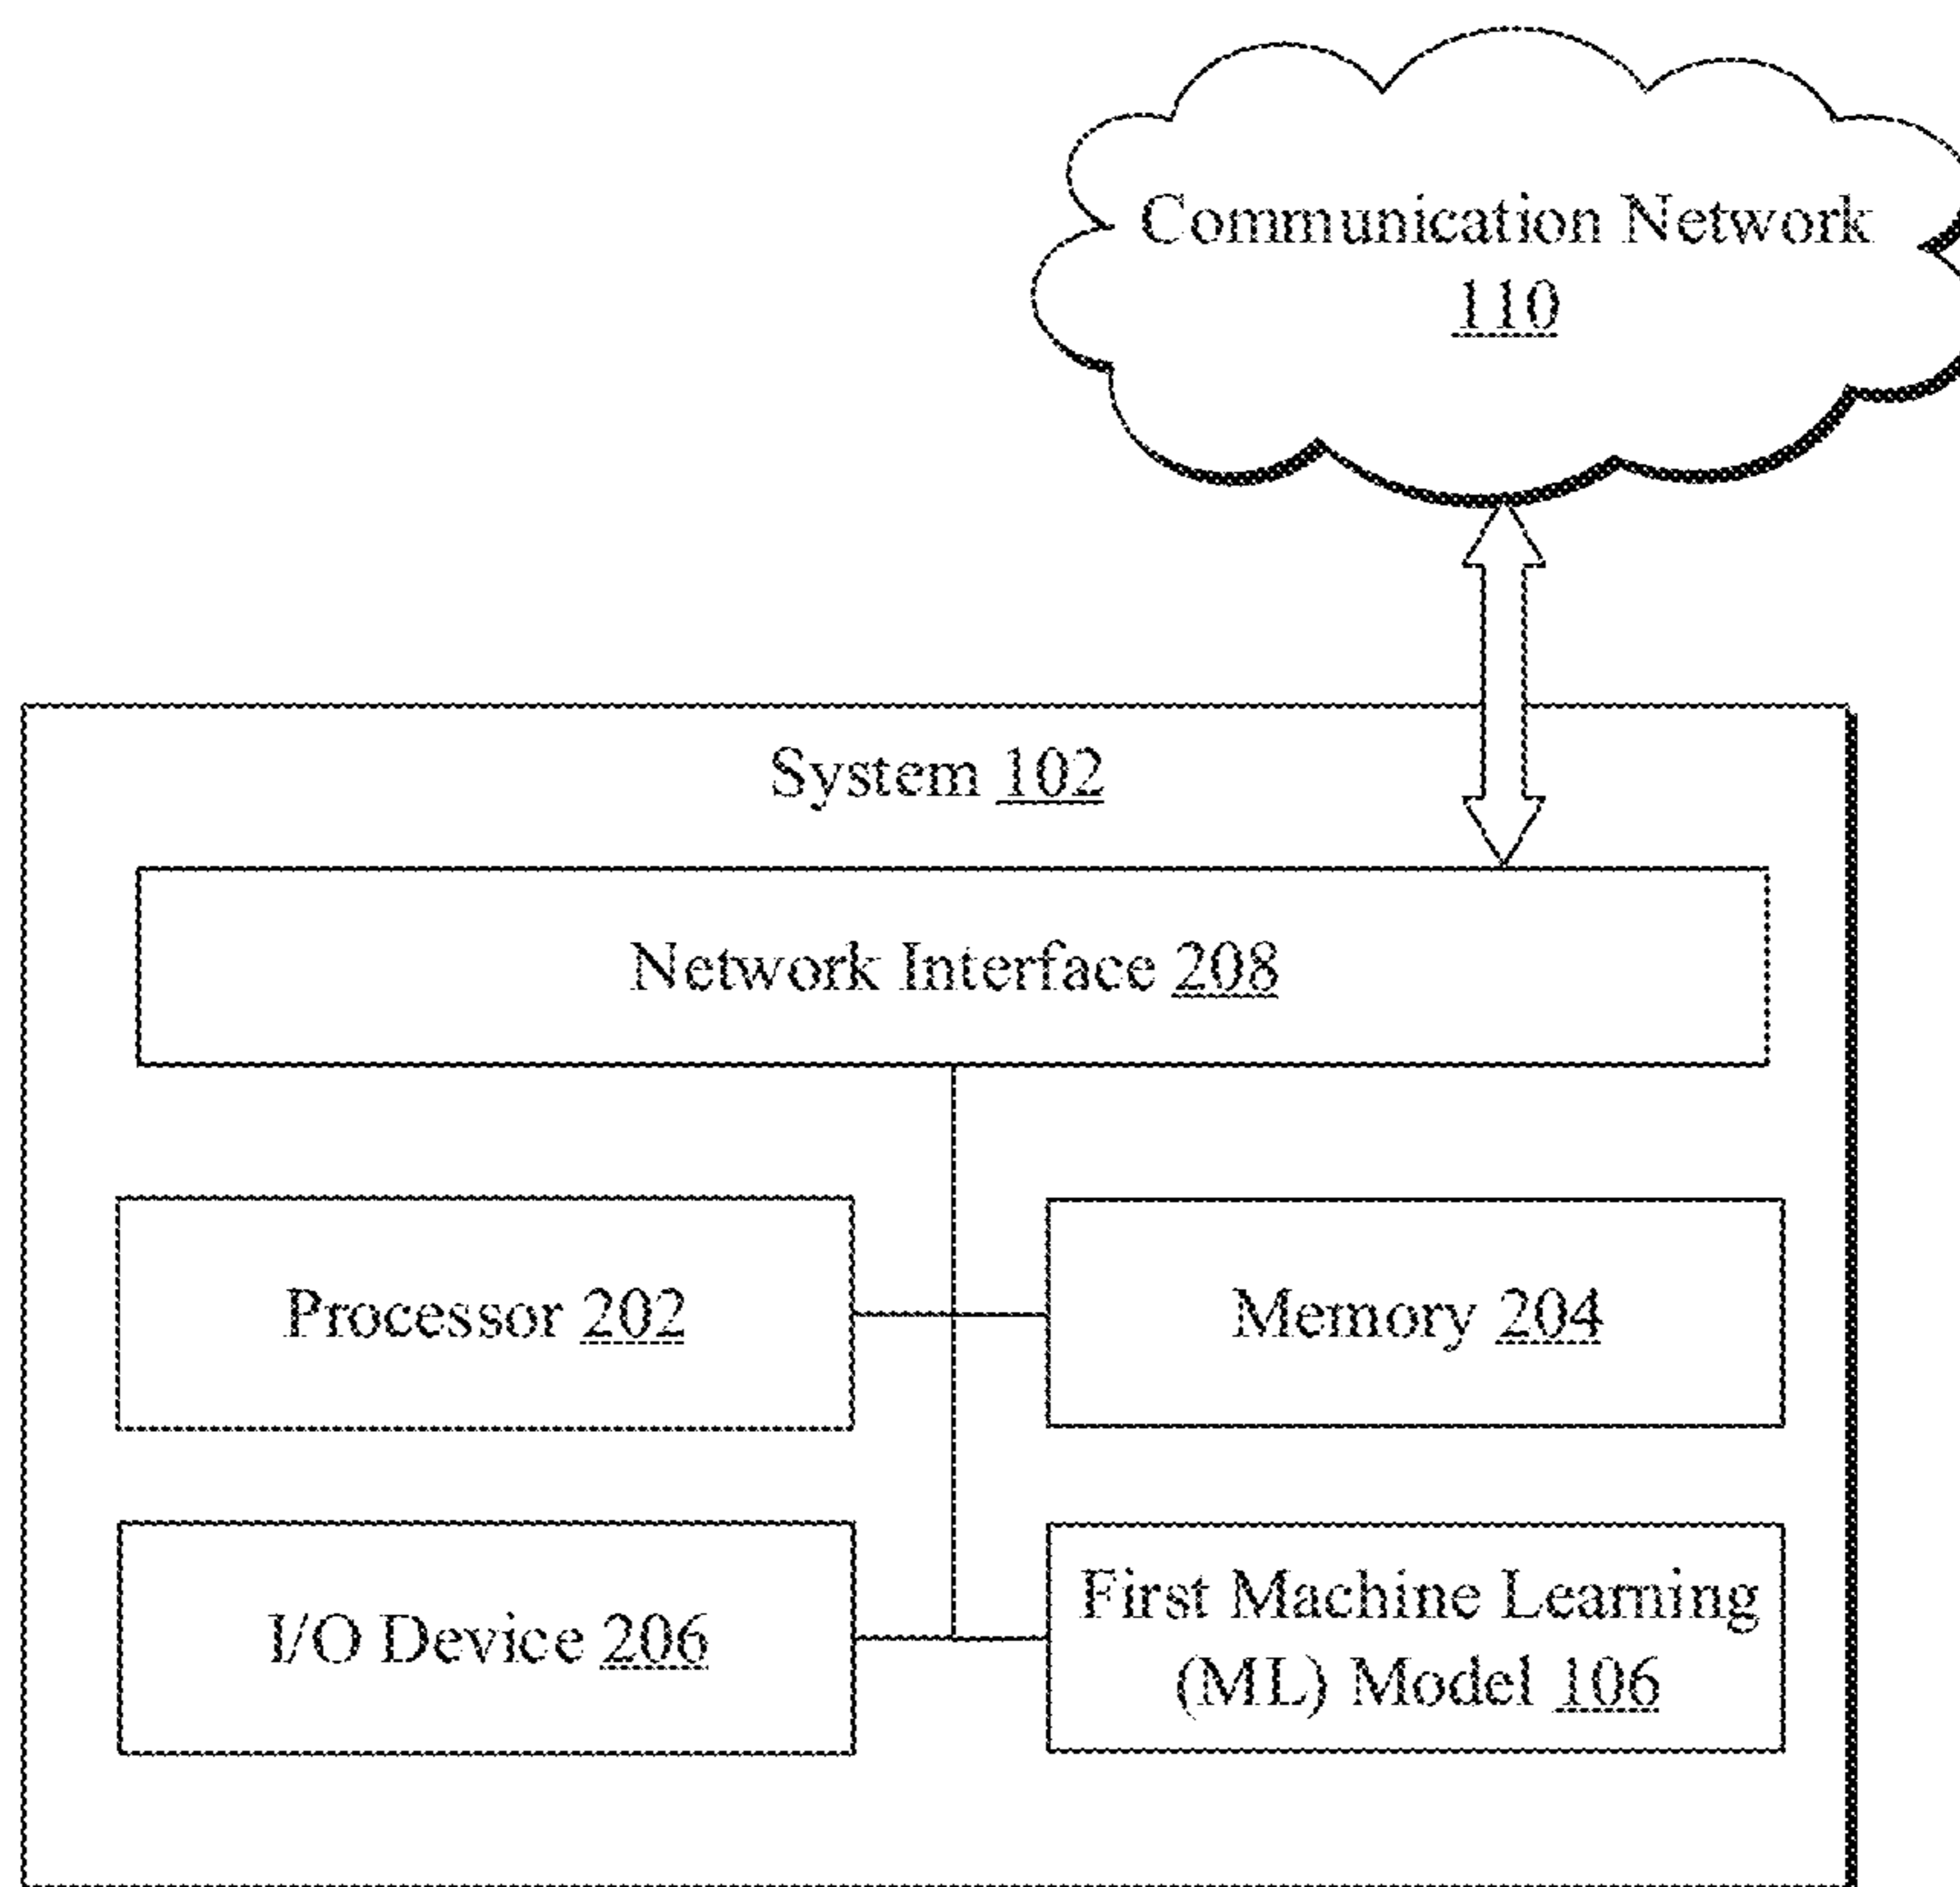 Communication Network
110
System 102
Network Interface 208
Processor 202
Memory 204
I/O Device 206
First Machine Learning
(ML) Model 106